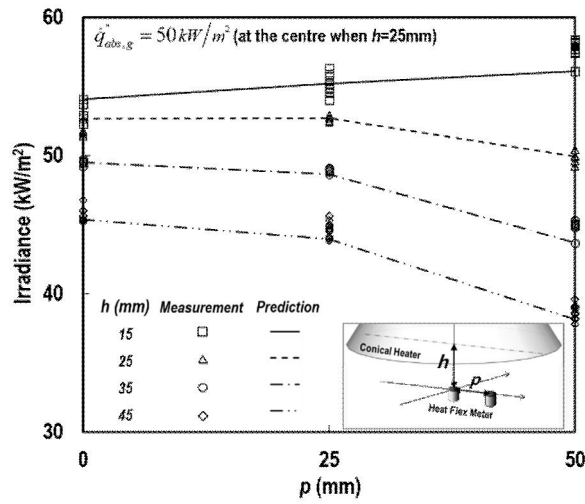 60
q̇"abs,g = 50 kW/m² (at the centre when h=25mm)
50
Irradiance (kW/m²)
40
h (mm) Measurement Prediction
15
25
35
45
Conical Heater
h
p
Heat Flex Meter
30
0 25 50
p (mm)